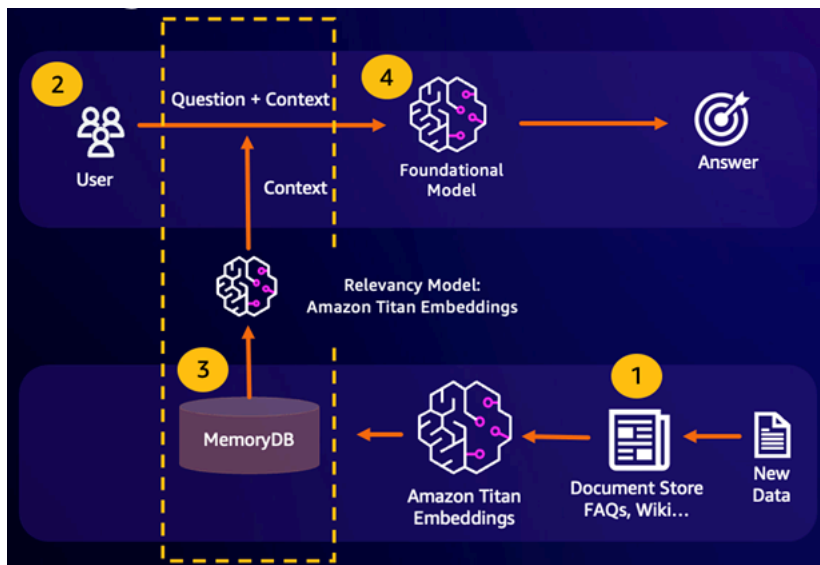 2
4
Question + Context
User
Foundational
Model
Answer
Context
Relevancy Model:
Amazon Titan Embeddings
3
1
MemoryDB
Amazon Titan
Embeddings
Document Store
FAQs, Wiki...
New
Data